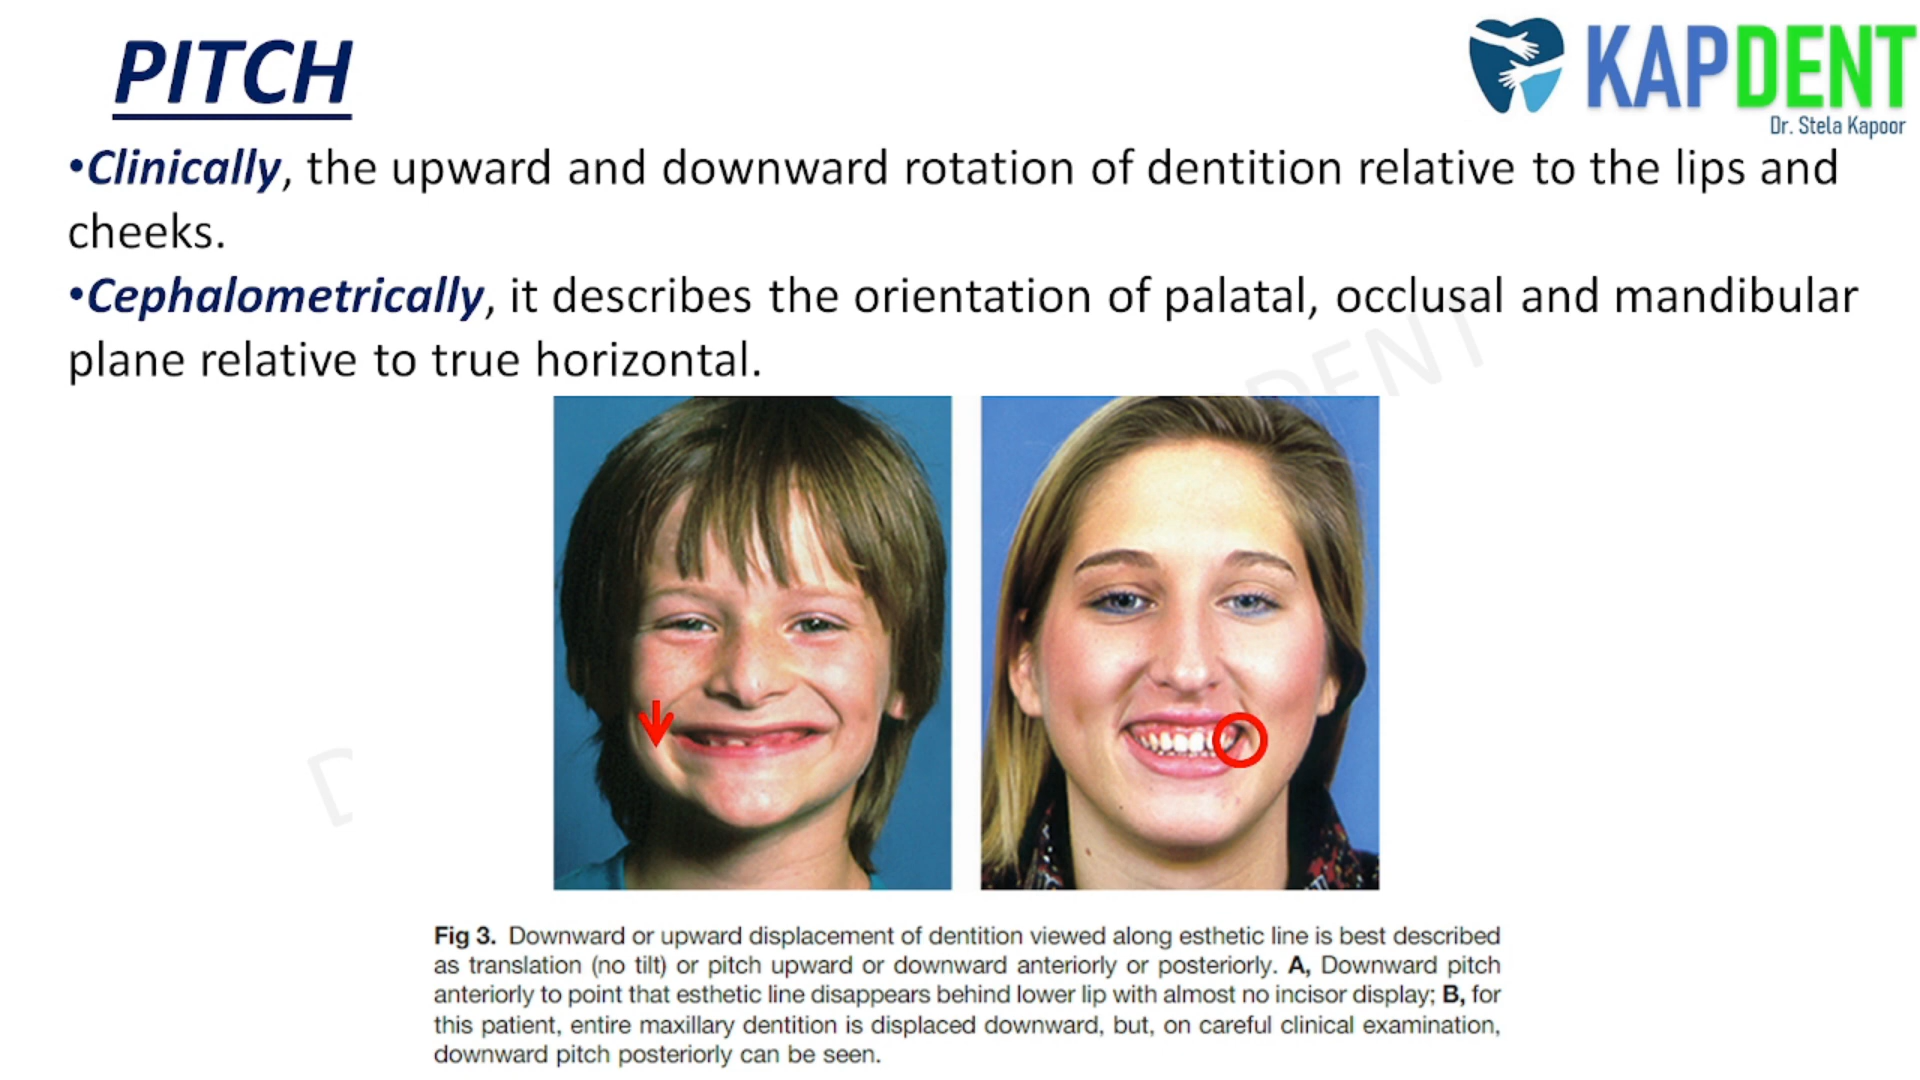 PITCH
KAPDENT
Dr. Stela Kapoor
•Clinically, the upward and downward rotation of dentition relative to the lips and
cheeks.
•Cephalometrically, it describes the orientation of palatal, occlusal and mandibular
plane relative to true horizontal.
DENT
D
Fig 3. Downward or upward displacement of dentition viewed along esthetic line is best described
as translation (no tilt) or pitch upward or downward anteriorly or posteriorly. A, Downward pitch
anteriorly to point that esthetic line disappears behind lower lip with almost no incisor display; B, for
this patient, entire maxillary dentition is displaced downward, but, on careful clinical examination,
downward pitch posteriorly can be seen.